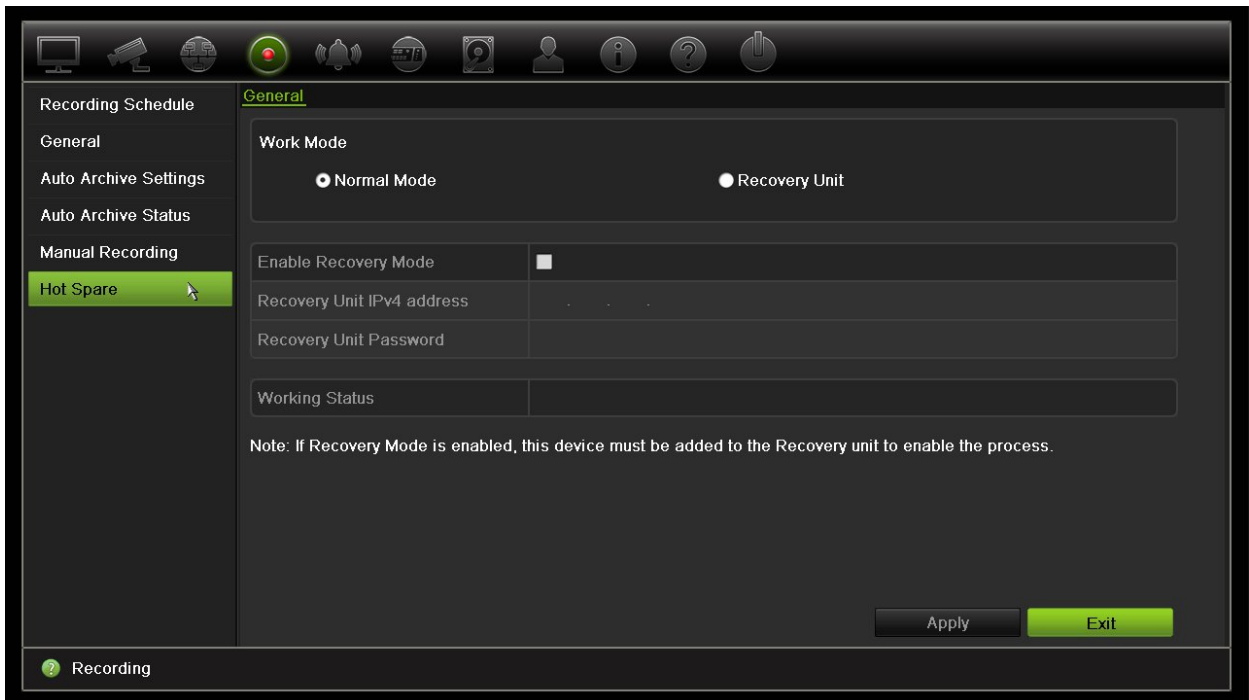 General
Recording Schedule
General
Auto Archive Settings
Auto Archive Status
Manual Recording
Hot Spare
Work Mode
Normal Mode
Recovery Unit
Enable Recovery Mode
Recovery Unit IPv4 address . . .
Recovery Unit Password
Working Status
Note: If Recovery Mode is enabled, this device must be added to the Recovery unit to enable the process.
Apply
Exit
Recording